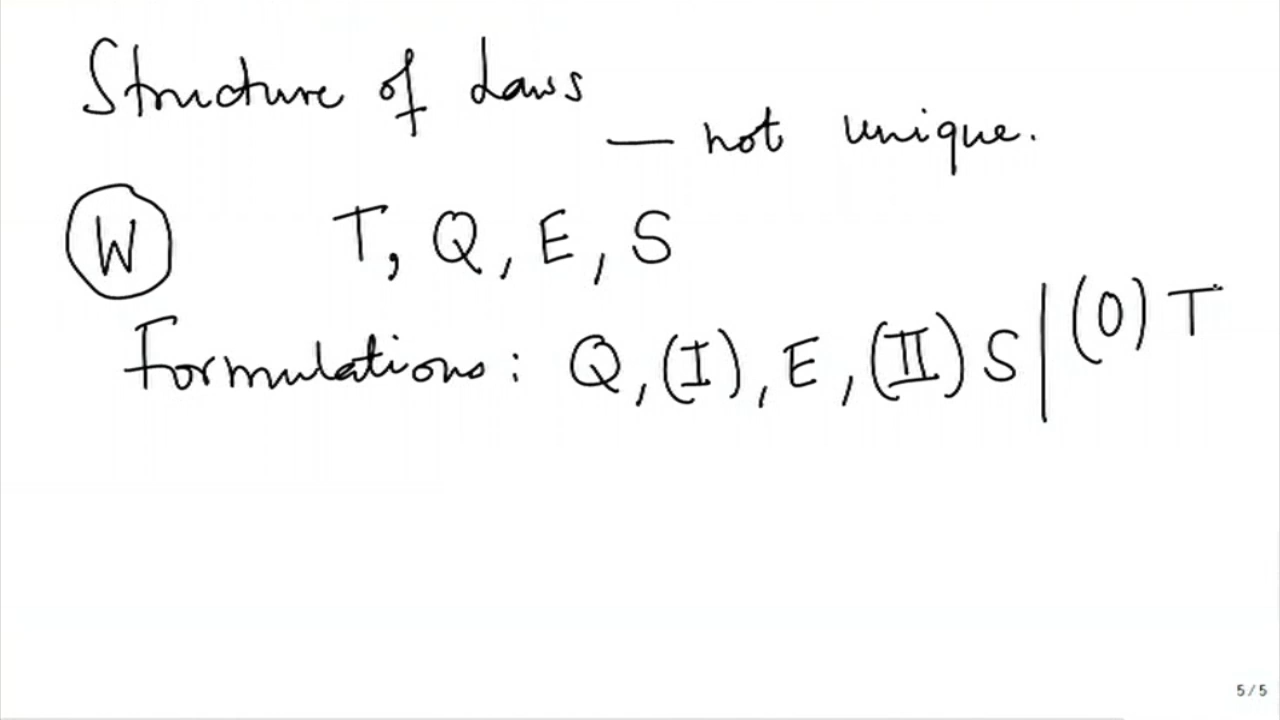 Structure of Laws
— not unique.
W T, Q, E, S
Formulations: Q, (I), E, (II) S | (0) T
5 / 5